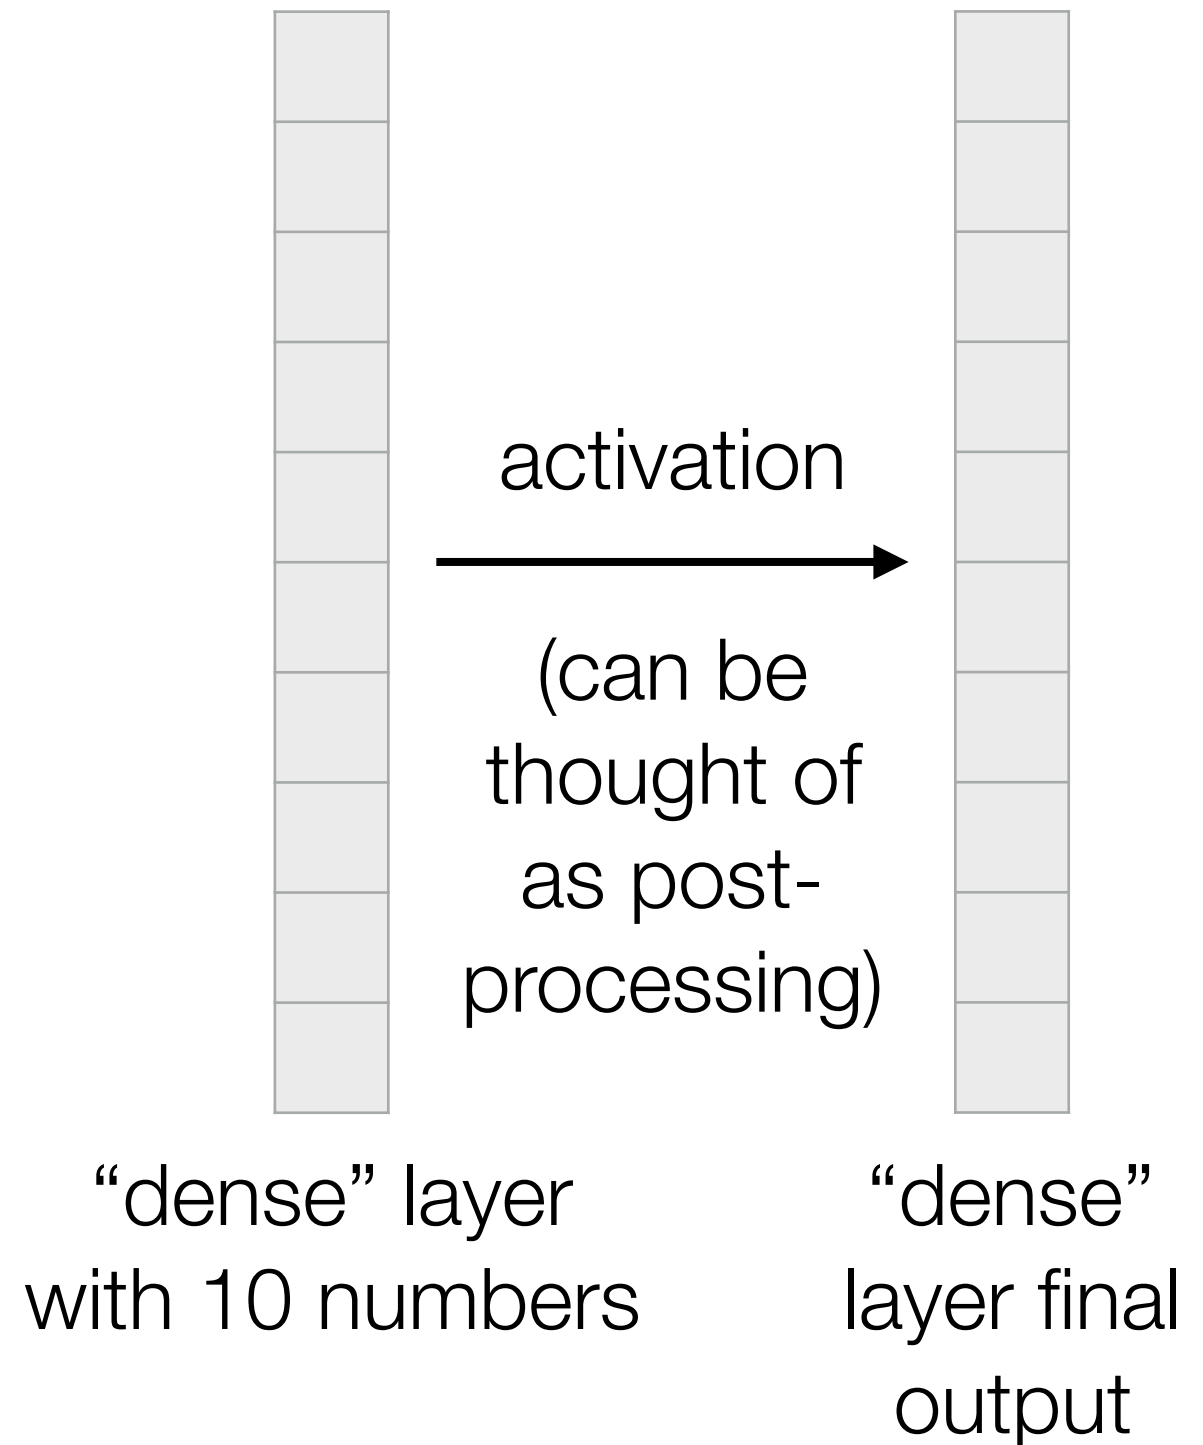 activation
(can be
thought of
as post-
processing)
“dense” layer
with 10 numbers
“dense”
layer final
output